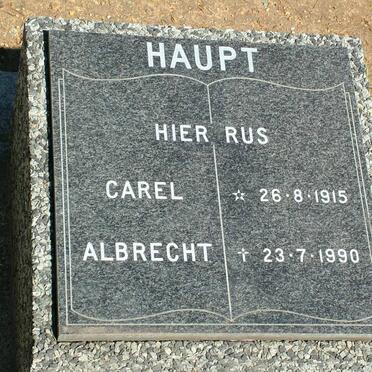 HAUPT
HIER RUS
CAREL ☆ 26·8·1915
ALBRECHT † 23·7·1990